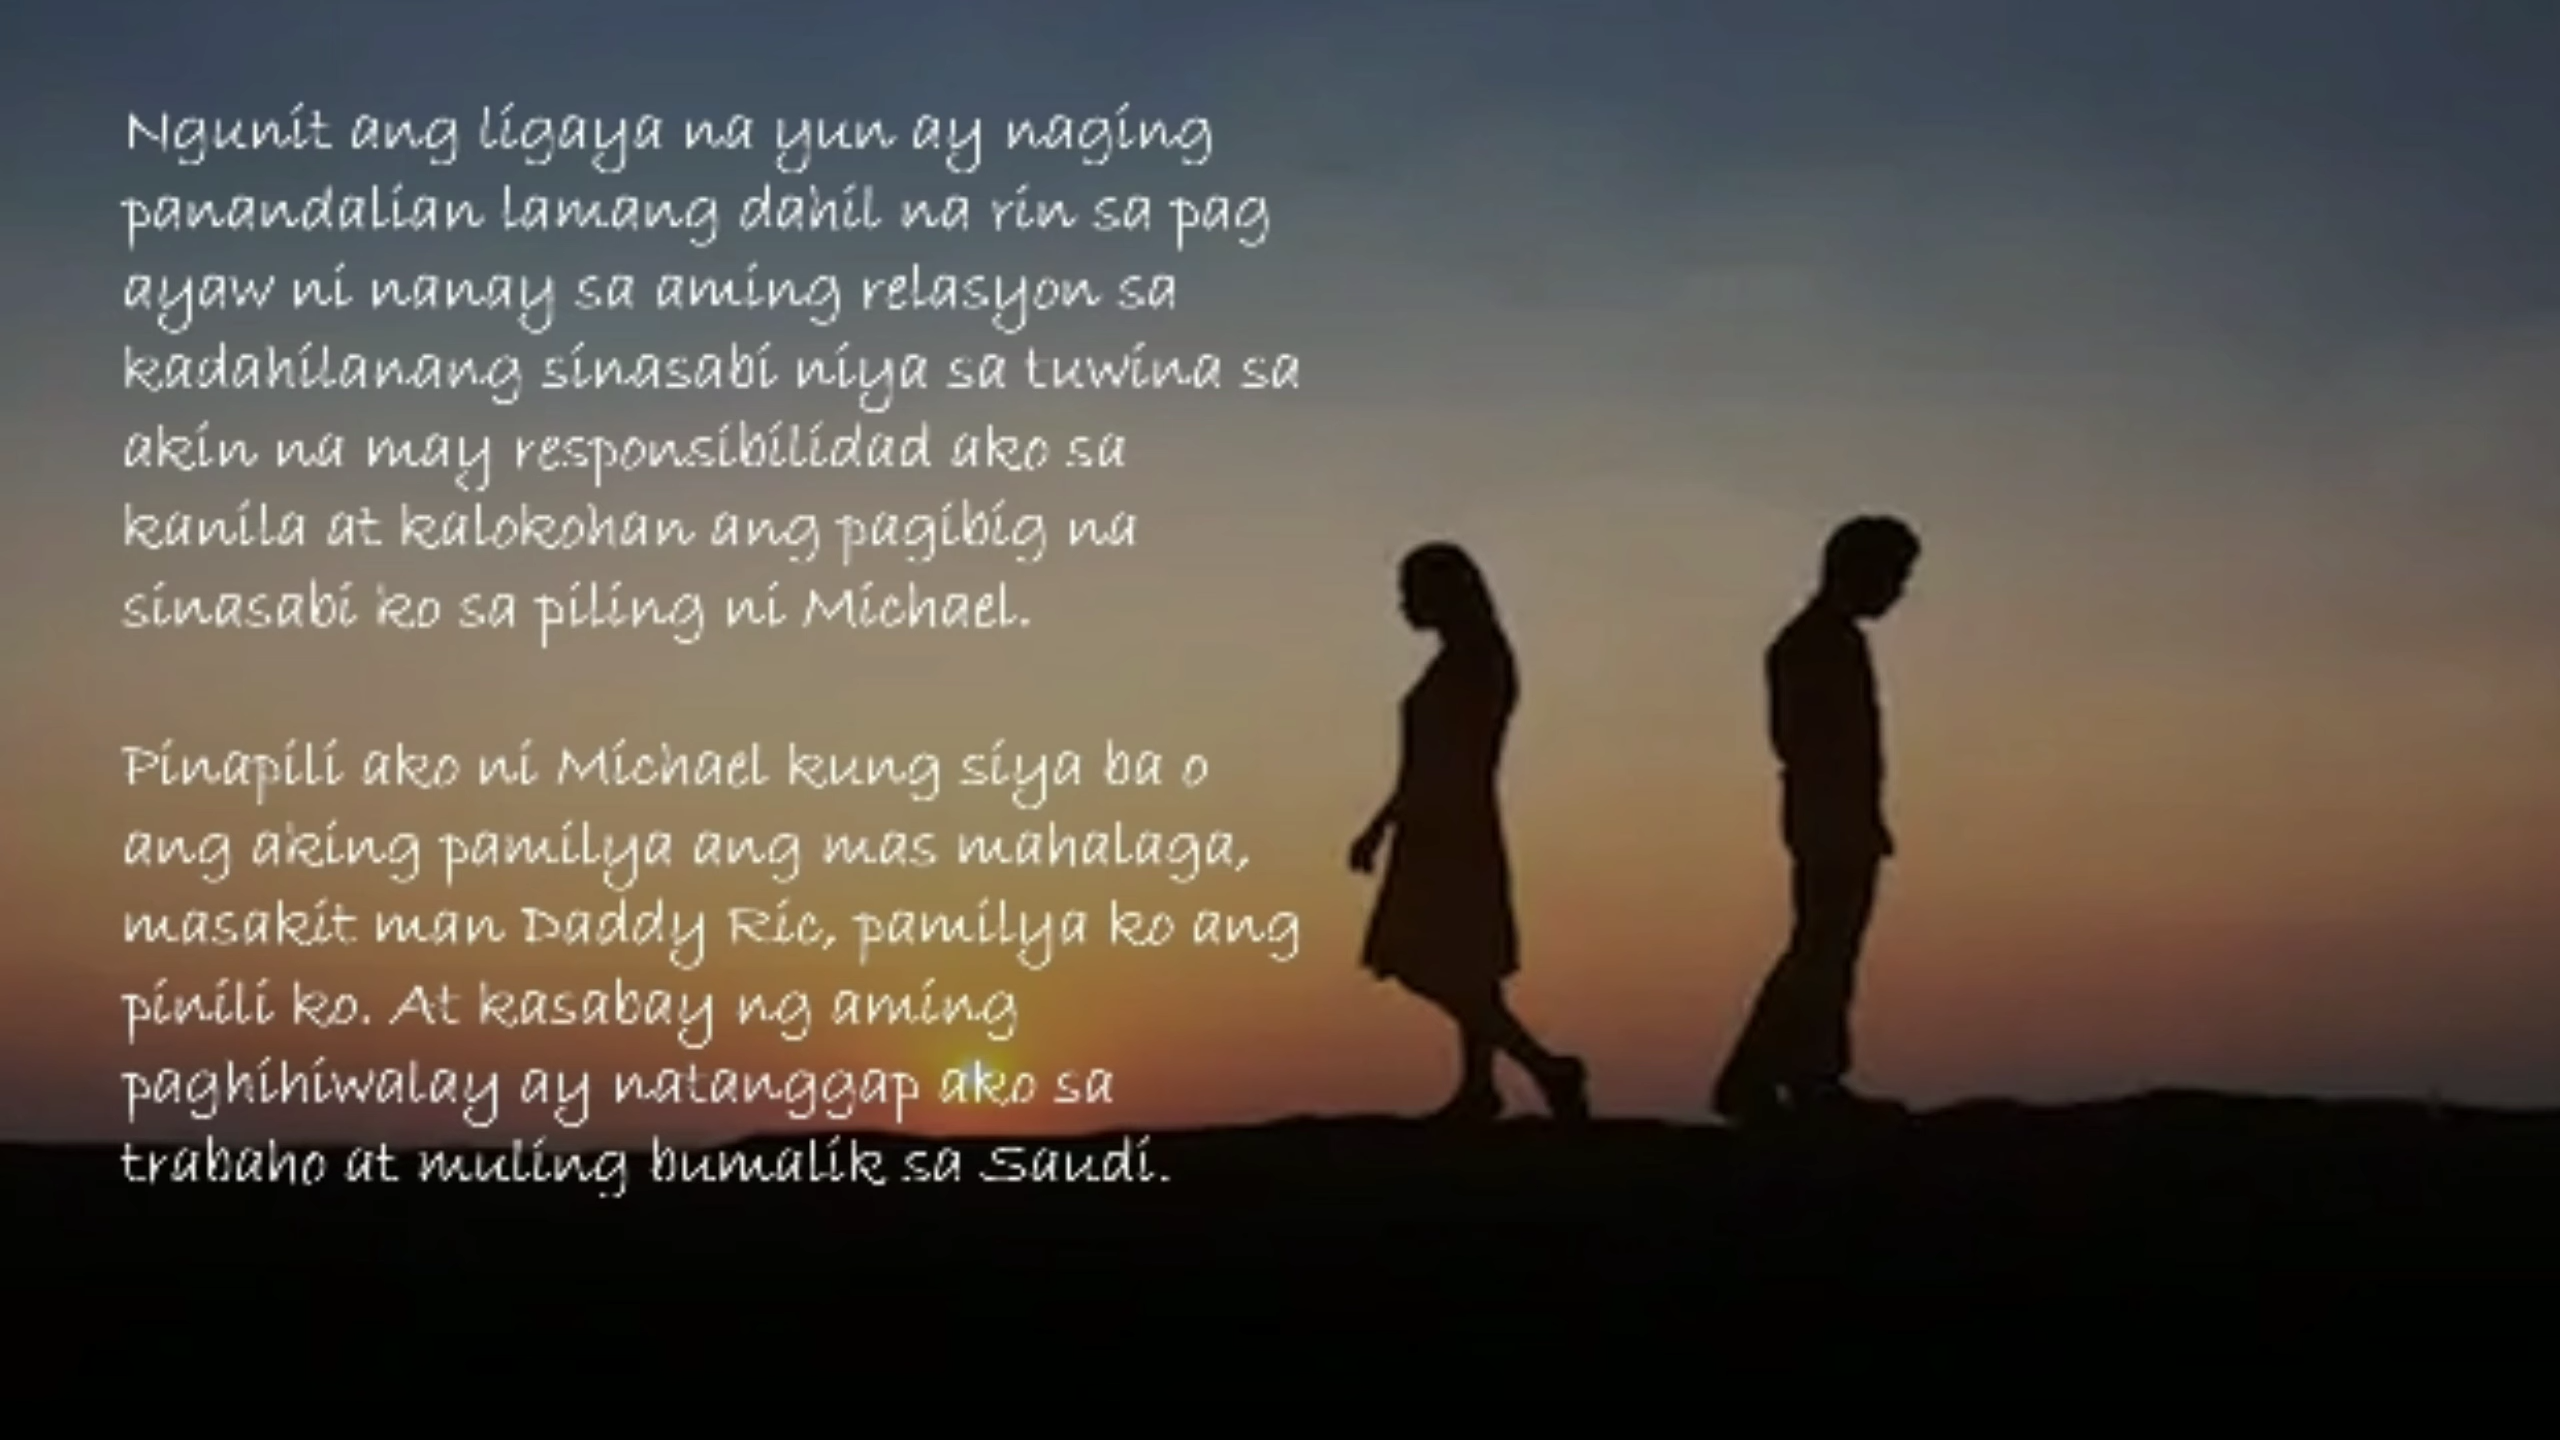 Ngunit ang ligaya na yun ay naging
panandalian lamang dahil na rin sa pag
ayaw ni nanay sa aming relasyon sa
kadahilanang sinasabi niya sa tuwina sa
akin na may responsibilidad ako sa
kanila at kalokohan ang pagibig na
sinasabi ko sa piling ni Michael.
Pinapili ako ni Michael kung siya ba o
ang aking pamilya ang mas mahalaga,
masakit man Daddy Ric, pamilya ko ang
pinili ko. At kasabay ng aming
paghihiwalay ay natanggap ako sa
trabaho at muling bumalik sa Saudi.